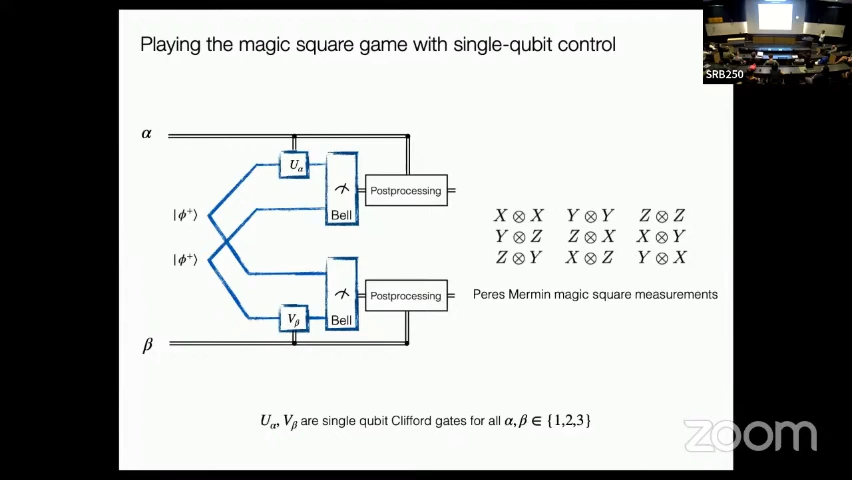 Playing the magic square game with single-qubit control
SRB250
α
U_α
Postprocessing
Bell
|ϕ⁺⟩
|ϕ⁺⟩
X ⊗ X Y ⊗ Y Z ⊗ Z
Y ⊗ Z Z ⊗ X X ⊗ Y
Z ⊗ Y X ⊗ Z Y ⊗ X
Peres Mermin magic square measurements
Postprocessing
V_β
Bell
β
U_α, V_β are single qubit Clifford gates for all α, β ∈ {1,2,3}
zoom